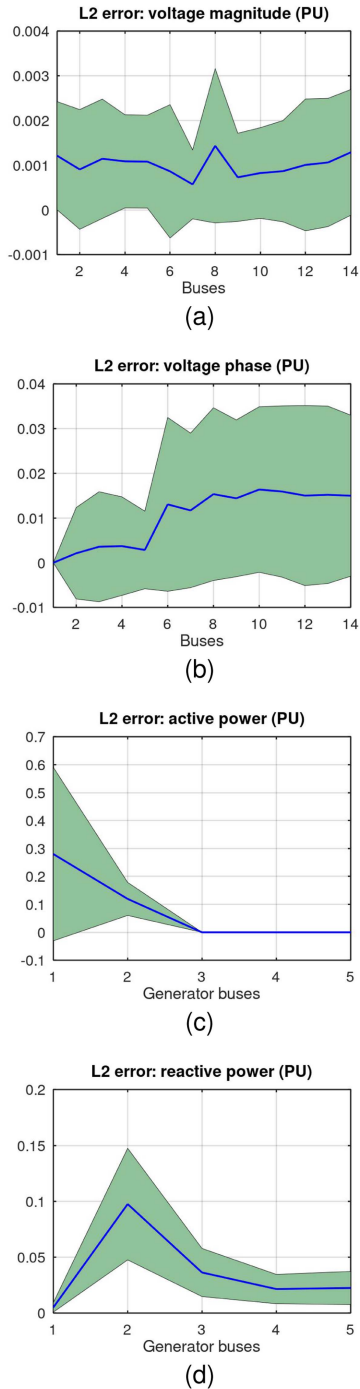 L2 error: voltage magnitude (PU)
0.004
0.003
0.002
0.001
0
-0.001
2 4 6 8 10 12 14
Buses
(a)
L2 error: voltage phase (PU)
0.04
0.03
0.02
0.01
0
-0.01
2 4 6 8 10 12 14
Buses
(b)
L2 error: active power (PU)
0.7
0.6
0.5
0.4
0.3
0.2
0.1
0
-0.1
1 2 3 4 5
Generator buses
(c)
L2 error: reactive power (PU)
0.2
0.15
0.1
0.05
0
1 2 3 4 5
Generator buses
(d)